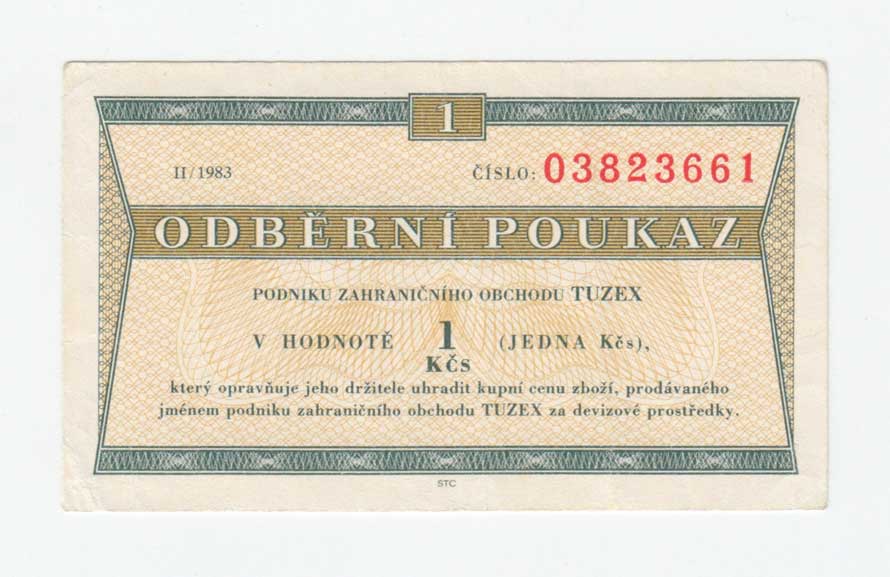 1
II/1983 ČÍSLO: 03823661
ODBĚRNÍ POUKAZ
PODNIKU ZAHRANIČNÍHO OBCHODU TUZEX
V HODNOTĚ 1 (JEDNA Kčs),
KČS
který opravňuje jeho držitele uhradit kupní cenu zboží, prodávaného
jménem podniku zahraničního obchodu TUZEX za devizové prostředky.
STC